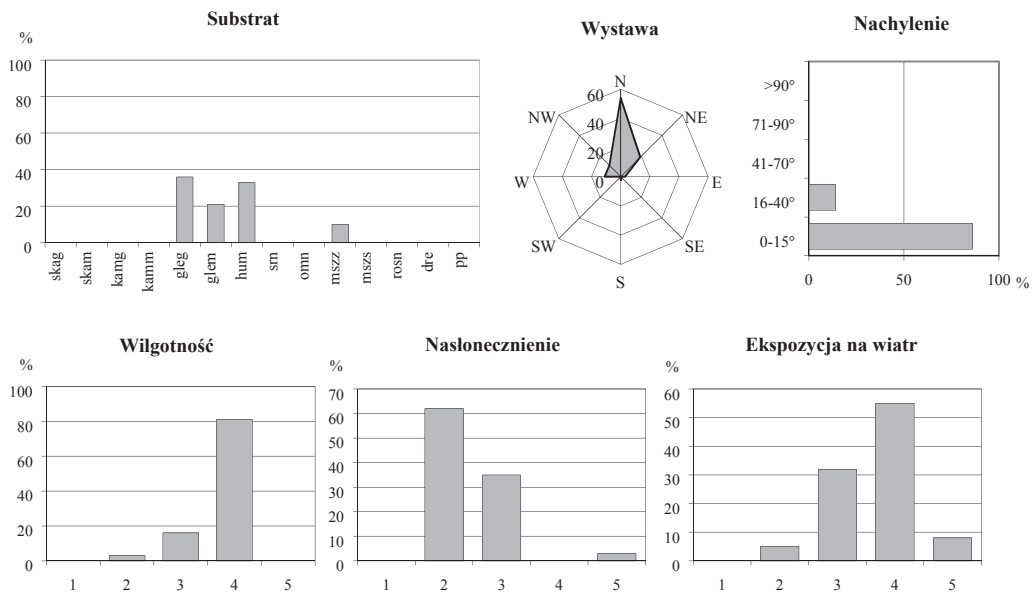 Substrat
%
100
80
60
40
20
0
skag
skam
kamg
kamm
gleg
glem
hum
srn
omn
mszz
mszs
rosn
dre
pp
Wystawa
N
NE
E
SE
S
SW
W
NW
60
40
20
0
Nachylenie
>90°
71-90°
41-70°
16-40°
0-15°
0 50 100 %
Wilgotność
%
100
80
60
40
20
0
1 2 3 4 5
Nasłonecznienie
%
70
60
50
40
30
20
10
0
1 2 3 4 5
Ekspozycja na wiatr
%
60
50
40
30
20
10
0
1 2 3 4 5